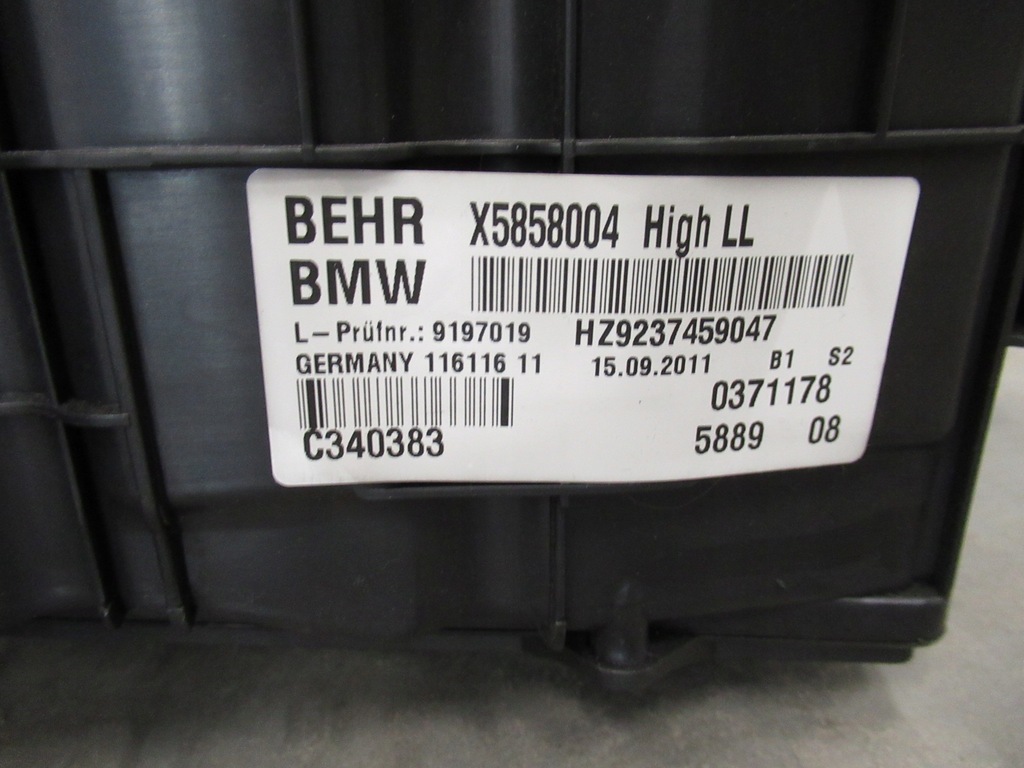 BEHR X5858004 High LL
BMW
L-Prüfnr.: 9197019 HZ9237459047
GERMANY 116116 11 15.09.2011 B1 S2
0371178
C340383 5889 08